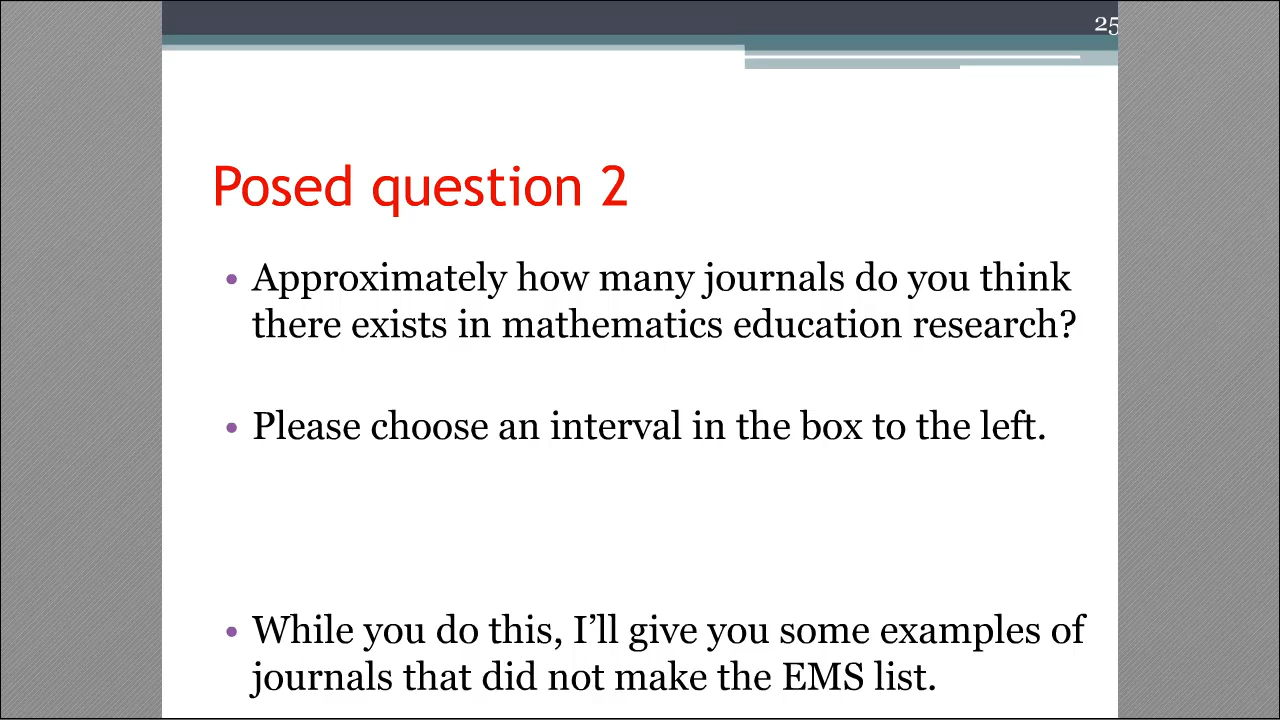 25
Posed question 2
• Approximately how many journals do you think
there exists in mathematics education research?
• Please choose an interval in the box to the left.
• While you do this, I’ll give you some examples of
journals that did not make the EMS list.